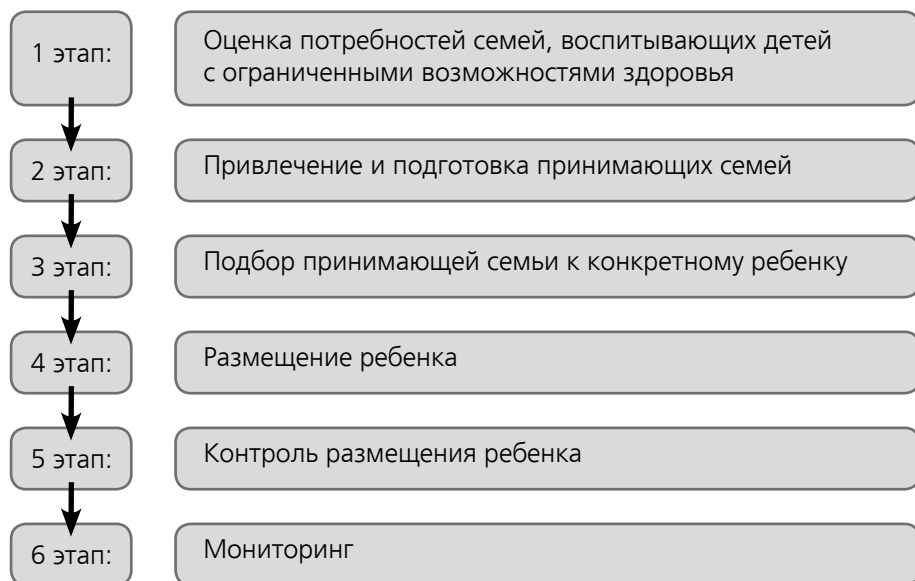 1 этап:
Оценка потребностей семей, воспитывающих детей
с ограниченными возможностями здоровья
2 этап:
Привлечение и подготовка принимающих семей
3 этап:
Подбор принимающей семьи к конкретному ребенку
4 этап:
Размещение ребенка
5 этап:
Контроль размещения ребенка
6 этап:
Мониторинг